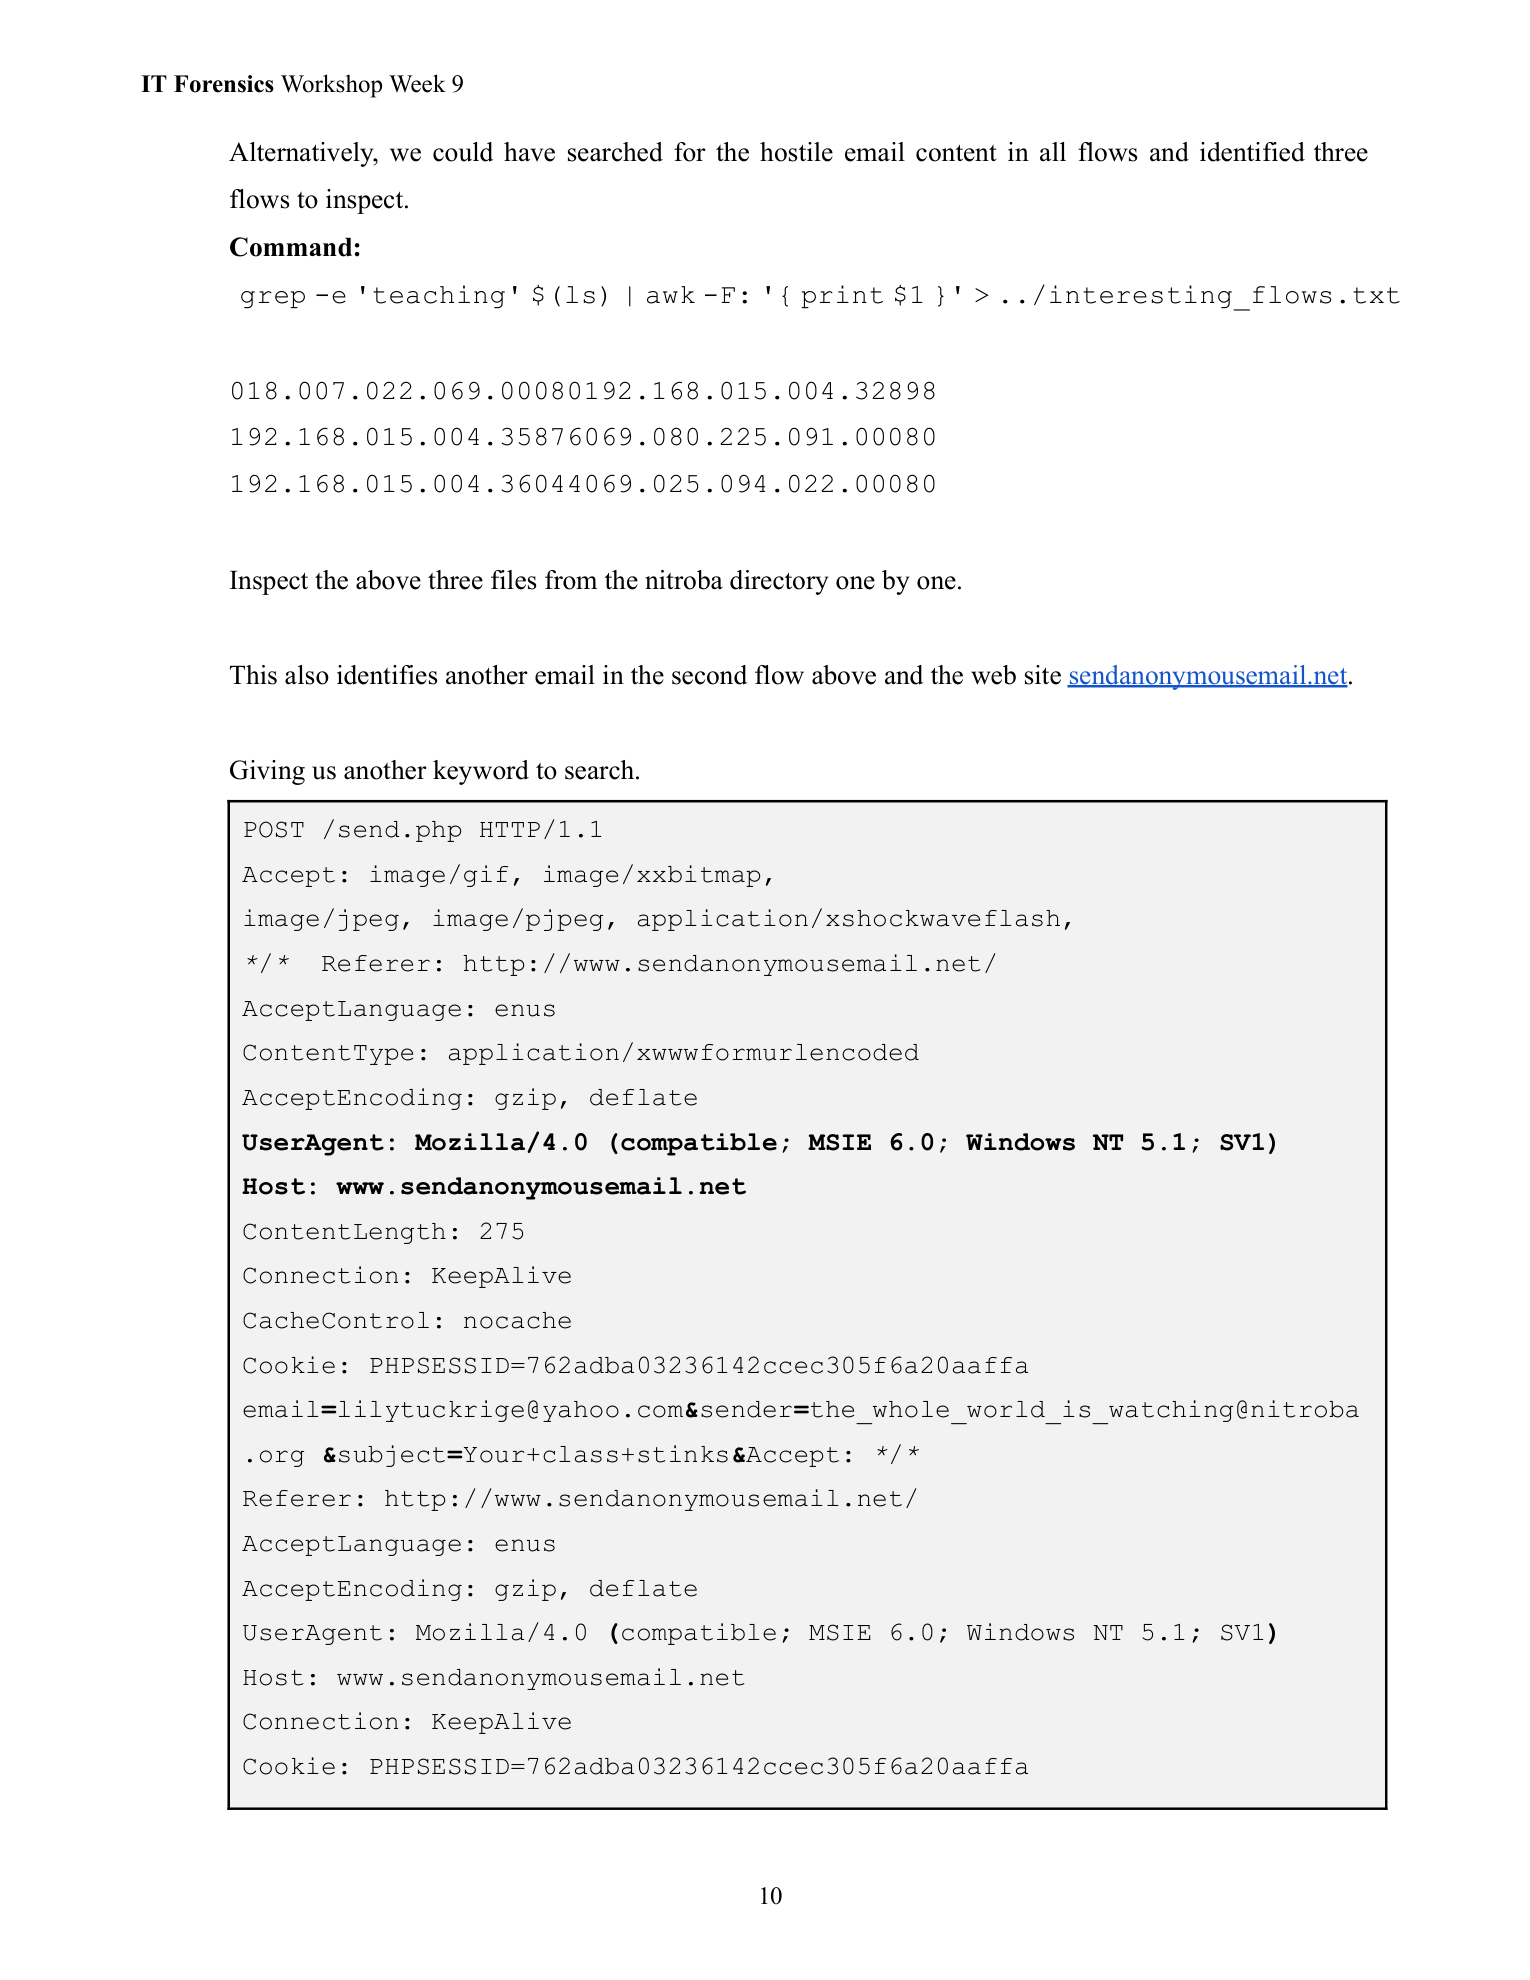 IT Forensics Workshop Week 9
Alternatively, we could have searched for the hostile email content in all flows and identified three
flows to inspect.
Command:
grep -e 'teaching' $(ls) | awk -F: '{ print $1 }' > ../interesting_flows.txt
018.007.022.069.00080192.168.015.004.32898
192.168.015.004.35876069.080.225.091.00080
192.168.015.004.36044069.025.094.022.00080
Inspect the above three files from the nitroba directory one by one.
This also identifies another email in the second flow above and the web site sendanonymousemail.net.
Giving us another keyword to search.
POST /send.php HTTP/1.1
Accept: image/gif, image/xxbitmap,
image/jpeg, image/pjpeg, application/xshockwaveflash,
*/*  Referer: http://www.sendanonymousemail.net/
AcceptLanguage: enus
ContentType: application/xwwwformurlencoded
AcceptEncoding: gzip, deflate
UserAgent: Mozilla/4.0 (compatible; MSIE 6.0; Windows NT 5.1; SV1)
Host: www.sendanonymousemail.net
ContentLength: 275
Connection: KeepAlive
CacheControl: nocache
Cookie: PHPSESSID=762adba03236142ccec305f6a20aaffa
email=lilytuckrige@yahoo.com&sender=the_whole_world_is_watching@nitroba
.org &subject=Your+class+stinks&Accept: */*
Referer: http://www.sendanonymousemail.net/
AcceptLanguage: enus
AcceptEncoding: gzip, deflate
UserAgent: Mozilla/4.0 (compatible; MSIE 6.0; Windows NT 5.1; SV1)
Host: www.sendanonymousemail.net
Connection: KeepAlive
Cookie: PHPSESSID=762adba03236142ccec305f6a20aaffa
10